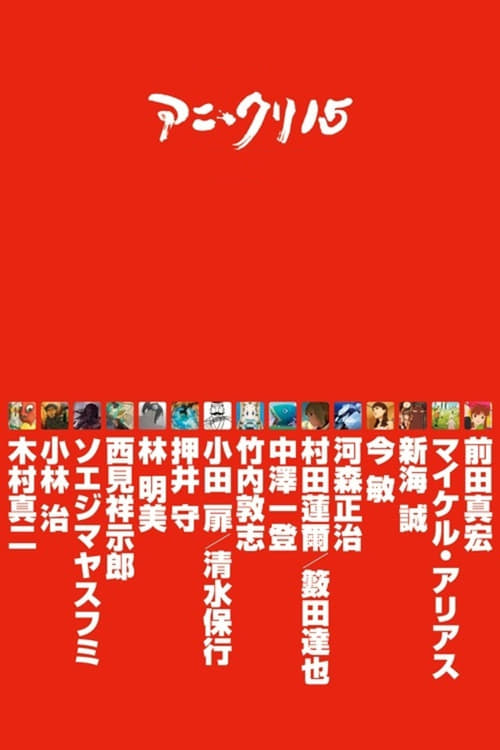 アニ*クリ15
前田真宏
マイケル・アリアス
新海 誠
今 敏
河森正治
村田蓮爾／籔田達也
中澤一登
竹内敦志
小田 扉／清水保行
押井 守
林 明美
西見祥示郎
ソエジマヤスフミ
小林 治
木村真二